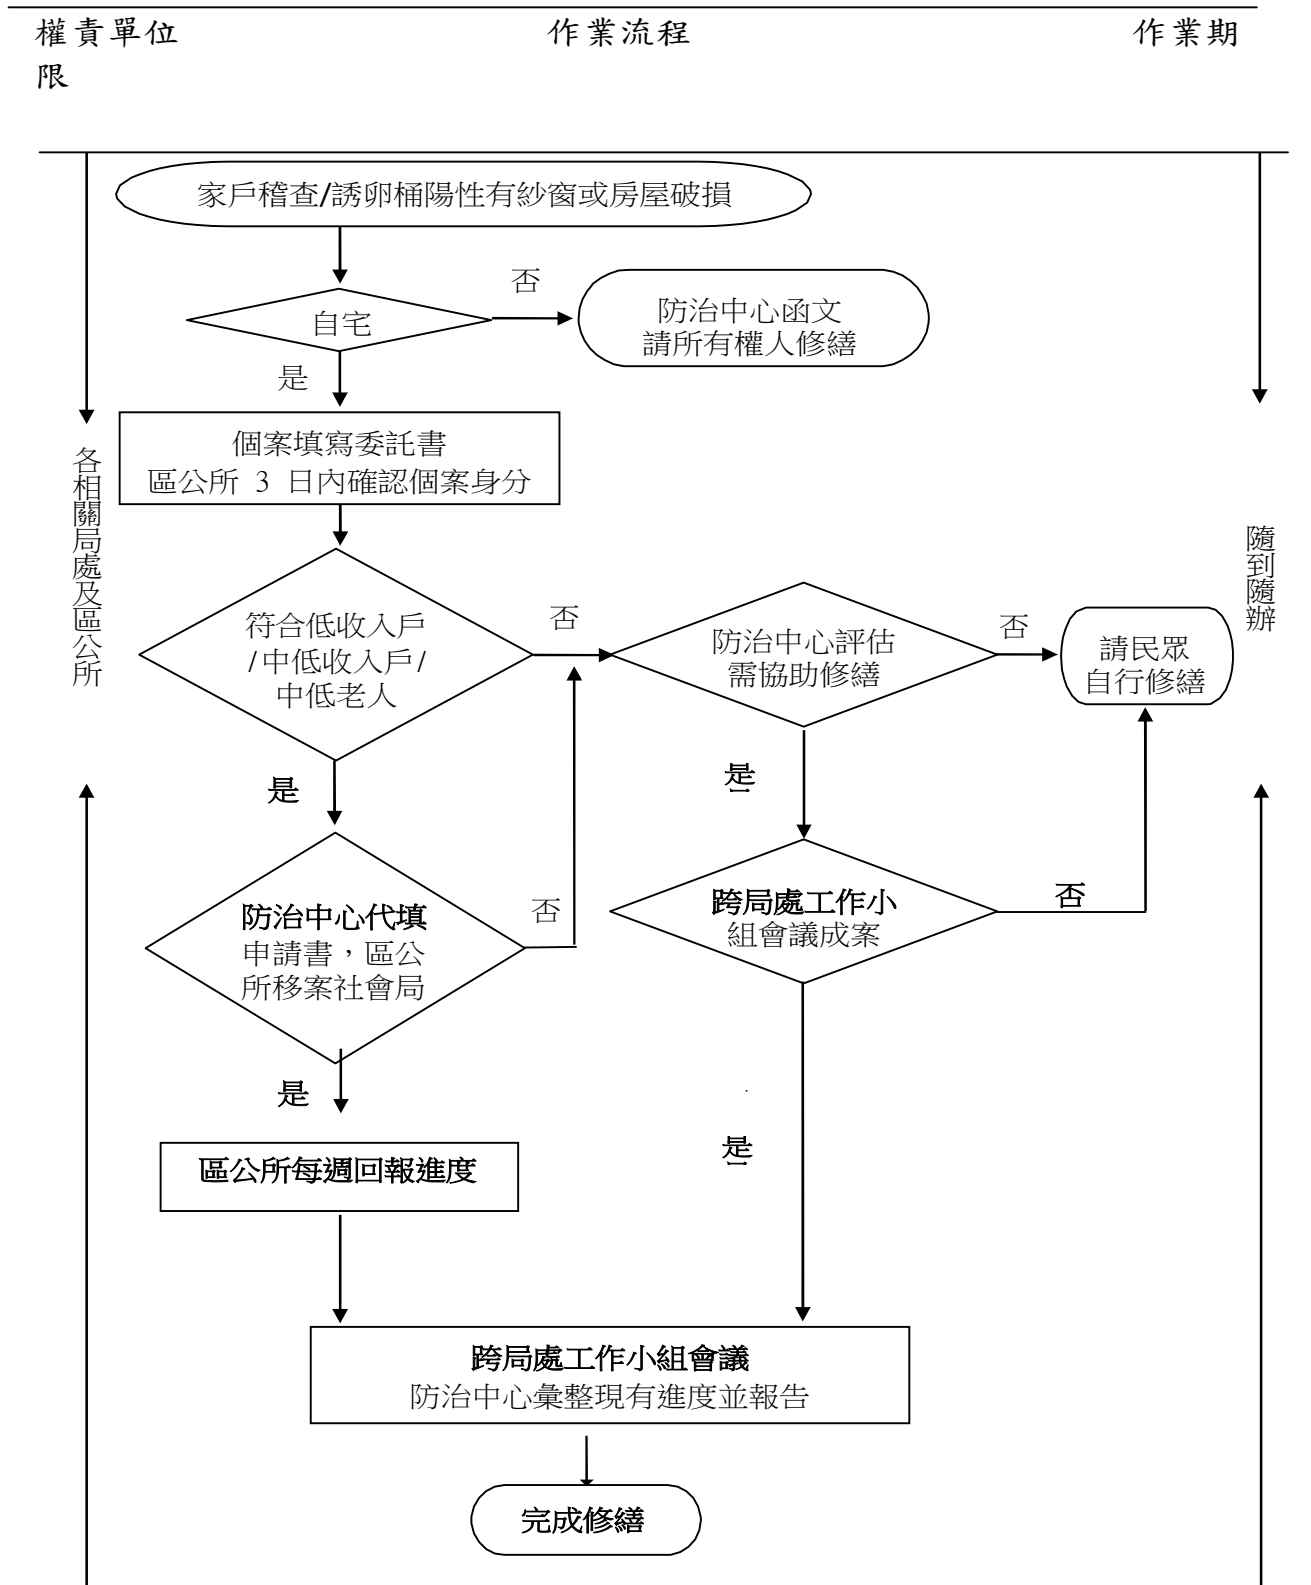 權責單位 作業流程 作業期
限
家戶稽查/誘卵桶陽性有紗窗或房屋破損
否
自宅
防治中心函文
請所有權人修繕
是
個案填寫委託書
區公所 3 日內確認個案身分
各相關局處及區公所
隨到隨辦
符合低收入戶
/中低收入戶/
中低老人
否
防治中心評估
需協助修繕
否
請民眾
自行修繕
是
是
防治中心代填
申請書，區公
所移案社會局
否
跨局處工作小
組會議成案
否
是
是
區公所每週回報進度
跨局處工作小組會議
防治中心彙整現有進度並報告
完成修繕